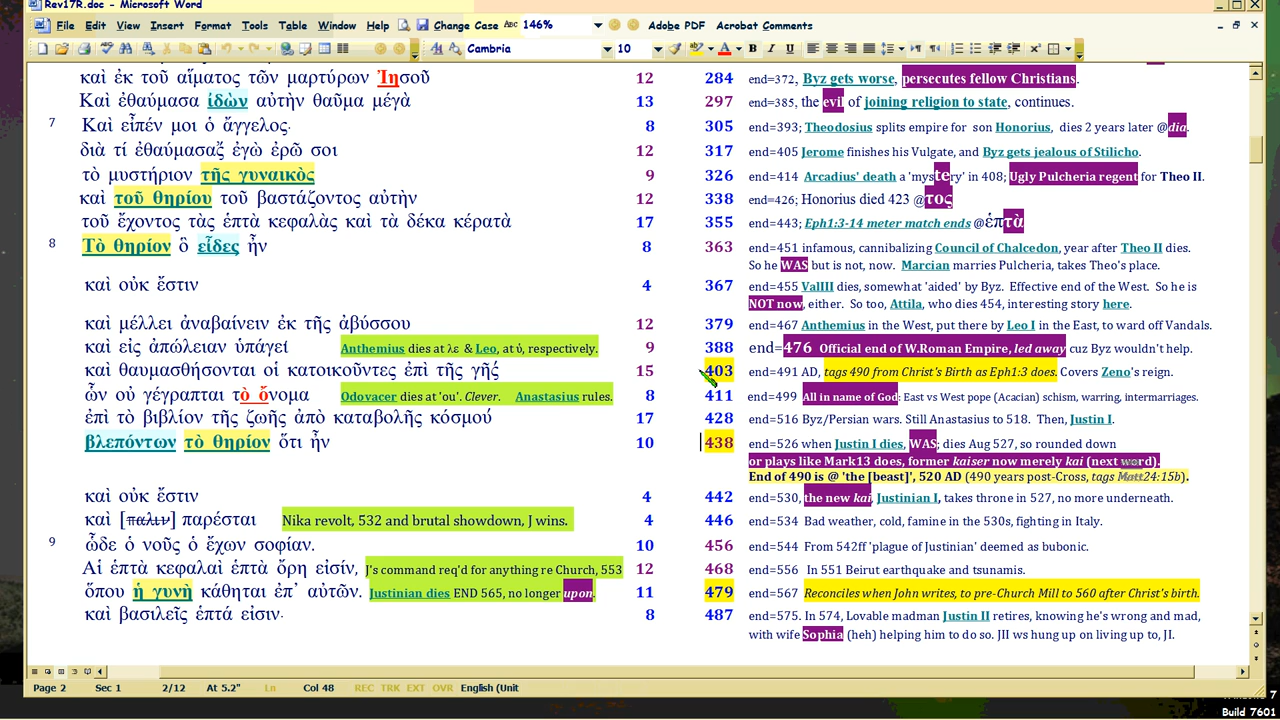 Rev17R.doc - Microsoft Word
File Edit View Insert Format Tools Table Window Help Change Case 146% Adobe PDF Acrobat Comments
Cambria 10
καὶ ἐκ τοῦ αἵματος τῶν μαρτύρων Ἰησοῦ 12 284 end=372, Byz gets worse, persecutes fellow Christians.
Καὶ ἐθαύμασα ἰδὼν αὐτὴν θαῦμα μέγα 13 297 end=385, the evil of joining religion to state, continues.
7 Καὶ εἶπέν μοι ὁ ἄγγελος· 8 305 end=393; Theodosius splits empire for son Honorius, dies 2 years later @dia.
διὰ τί ἐθαύμασαξ ἐγὼ ἐρῶ σοι 12 317 end=405 Jerome finishes his Vulgate, and Byz gets jealous of Stilicho.
τὸ μυστήριον τῆς γυναικὸς 9 326 end=414 Arcadius' death a 'mystery' in 408; Ugly Pulcheria regent for Theo II.
καὶ τοῦ θηρίου τοῦ βαστάζοντος αὐτὴν 12 338 end=426; Honorius died 423 @τος
τοῦ ἔχοντος τὰς ἑπτὰ κεφαλὰς καὶ τὰ δέκα κέρατὰ 17 355 end=443; Eph1:3-14 meter match ends @ἑπτὰ
8 Τὸ θηρίον ὃ εἶδες ἦν 8 363 end=451 infamous, cannibalizing Council of Chalcedon, year after Theo II dies.
So he WAS but is not, now. Marcian marries Pulcheria, takes Theo's place.
καὶ οὐκ ἔστιν 4 367 end=455 ValIII dies, somewhat 'aided' by Byz. Effective end of the West. So he is
NOT now, either. So too, Attila, who dies 454, interesting story here.
καὶ μέλλει ἀναβαίνειν ἐκ τῆς ἀβύσσου 12 379 end=467 Anthemius in the West, put there by Leo I in the East, to ward off Vandals.
καὶ εἰς ἀπώλειαν ὑπάγεί Anthemius dies at λε & Leo, at ύ, respectively. 9 388 end=476 Official end of W.Roman Empire, led away cuz Byz wouldn't help.
καὶ θαυμασθήσονται οἱ κατοικοῦντες ἐπὶ τῆς γῆς 15 403 end=491 AD, tags 490 from Christ's Birth as Eph1:3 does. Covers Zeno's reign.
ὧν οὐ γέγραπται τὸ ὄνομα Odovacer dies at 'ou'. Clever. Anastasius rules. 8 411 end=499 All in name of God; East vs West pope (Acacian) schism, warring, intermarriages.
ἐπὶ τὸ βιβλίον τῆς ζωῆς ἀπὸ καταβολῆς κόσμού 17 428 end=516 Byz/Persian wars. Still Anastasius to 518. Then, Justin I.
βλεπόντων τὸ θηρίον ὅτι ἦν 10 438 end=526 when Justin I dies, WAS; dies Aug 527, so rounded down
or plays like Mark13 does, former kaiser now merely kai (next word).
End of 490 is @ 'the [beast]', 520 AD (490 years post-Cross, tags Matt24:15b).
καὶ οὐκ ἔστιν 4 442 end=530, the new kai, Justinian I, takes throne in 527, no more underneath.
καὶ [παλιν] παρέσται Nika revolt, 532 and brutal showdown, J wins. 4 446 end=534 Bad weather, cold, famine in the 530s, fighting in Italy.
9 ὧδε ὁ νοῦς ὁ ἔχων σοφίαν. 10 456 end=544 From 542ff 'plague of Justinian' deemed as bubonic.
Αἱ ἑπτὰ κεφαλαὶ ἑπτὰ ὄρη εἰσίν, J's command req'd for anything re Church, 553 12 468 end=556 In 551 Beirut earthquake and tsunamis.
ὅπου ἡ γυνὴ κάθηται ἐπ' αὐτῶν. Justinian dies END 565, no longer upon. 11 479 end=567 Reconciles when John writes, to pre-Church Mill to 560 after Christ's birth.
καὶ βασιλεῖς ἑπτά εἰσιν· 8 487 end=575. In 574, Lovable madman Justin II retires, knowing he's wrong and mad,
with wife Sophia (heh) helping him to do so. JII ws hung up on living up to, JI.
Page 2 Sec 1 2/12 At 5.2" Ln Col 48 REC TRK EXT OVR English (Unit
Windows 7
Build 7601